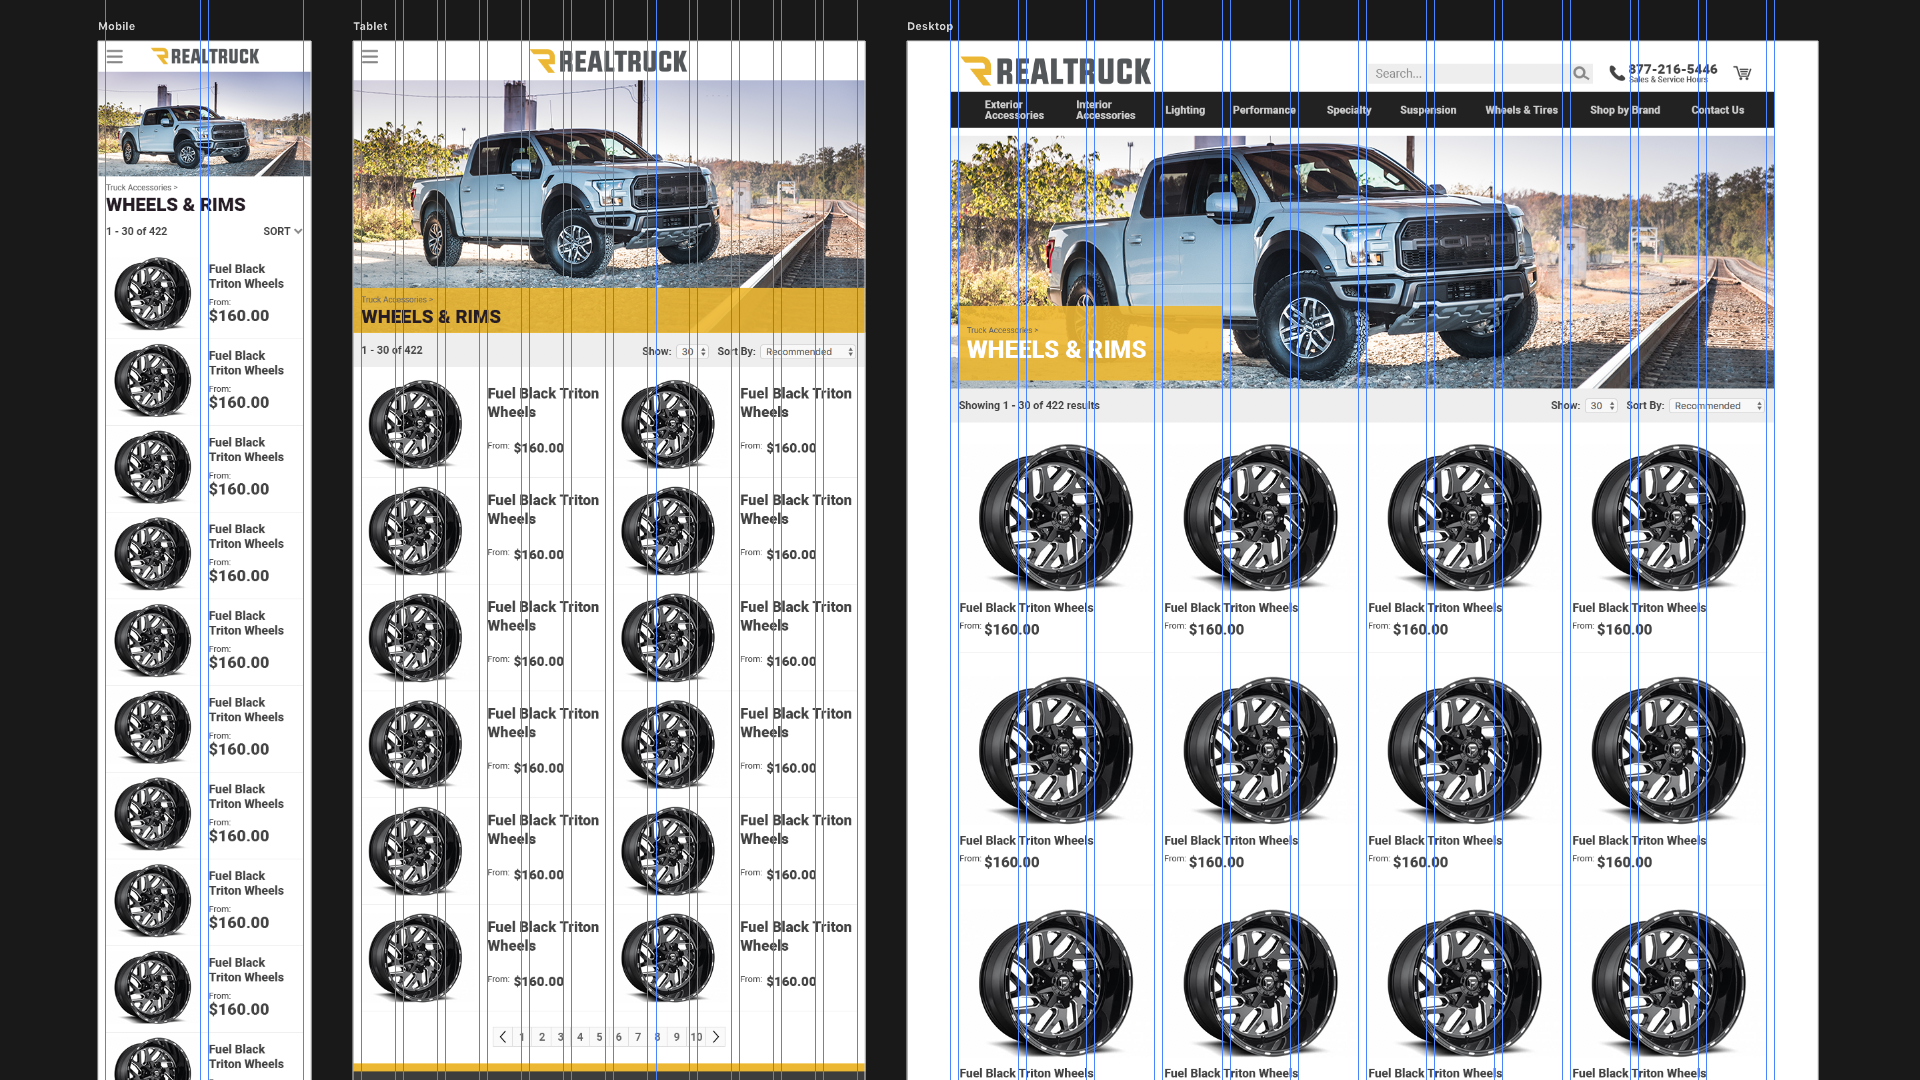 Mobile
REALTRUCK
Truck Accessories >
WHEELS & RIMS
1 - 30 of 422
SORT
Fuel Black
Triton Wheels
From:
$160.00
Fuel Black
Triton Wheels
From:
$160.00
Fuel Black
Triton Wheels
From:
$160.00
Fuel Black
Triton Wheels
From:
$160.00
Fuel Black
Triton Wheels
From:
$160.00
Fuel Black
Triton Wheels
From:
$160.00
Fuel Black
Triton Wheels
From:
$160.00
Fuel Black
Triton Wheels
From:
$160.00
Fuel Black
Triton Wheels
From:
$160.00
Fuel Black
Triton Wheels
Tablet
REALTRUCK
Truck Accessories >
WHEELS & RIMS
1 - 30 of 422
Show: 30 Sort By: Recommended
Fuel Black Triton
Wheels
From: $160.00
Fuel Black Triton
Wheels
From: $160.00
Fuel Black Triton
Wheels
From: $160.00
Fuel Black Triton
Wheels
From: $160.00
Fuel Black Triton
Wheels
From: $160.00
Fuel Black Triton
Wheels
From: $160.00
Fuel Black Triton
Wheels
From: $160.00
Fuel Black Triton
Wheels
From: $160.00
Fuel Black Triton
Wheels
From: $160.00
Fuel Black Triton
Wheels
From: $160.00
Fuel Black Triton
Wheels
From: $160.00
Fuel Black Triton
Wheels
From: $160.00
1 2 3 4 5 6 7 8 9 10
Desktop
REALTRUCK
Search...
877-216-5446
Sales & Service Hours
Exterior
Accessories
Interior
Accessories
Lighting
Performance
Specialty
Suspension
Wheels & Tires
Shop by Brand
Contact Us
FORD
Truck Accessories >
WHEELS & RIMS
Showing 1 - 30 of 422 results
Show: 30 Sort By: Recommended
Fuel Black Triton Wheels
From: $160.00
Fuel Black Triton Wheels
From: $160.00
Fuel Black Triton Wheels
From: $160.00
Fuel Black Triton Wheels
From: $160.00
Fuel Black Triton Wheels
From: $160.00
Fuel Black Triton Wheels
From: $160.00
Fuel Black Triton Wheels
From: $160.00
Fuel Black Triton Wheels
From: $160.00
Fuel Black Triton Wheels
Fuel Black Triton Wheels
Fuel Black Triton Wheels
Fuel Black Triton Wheels